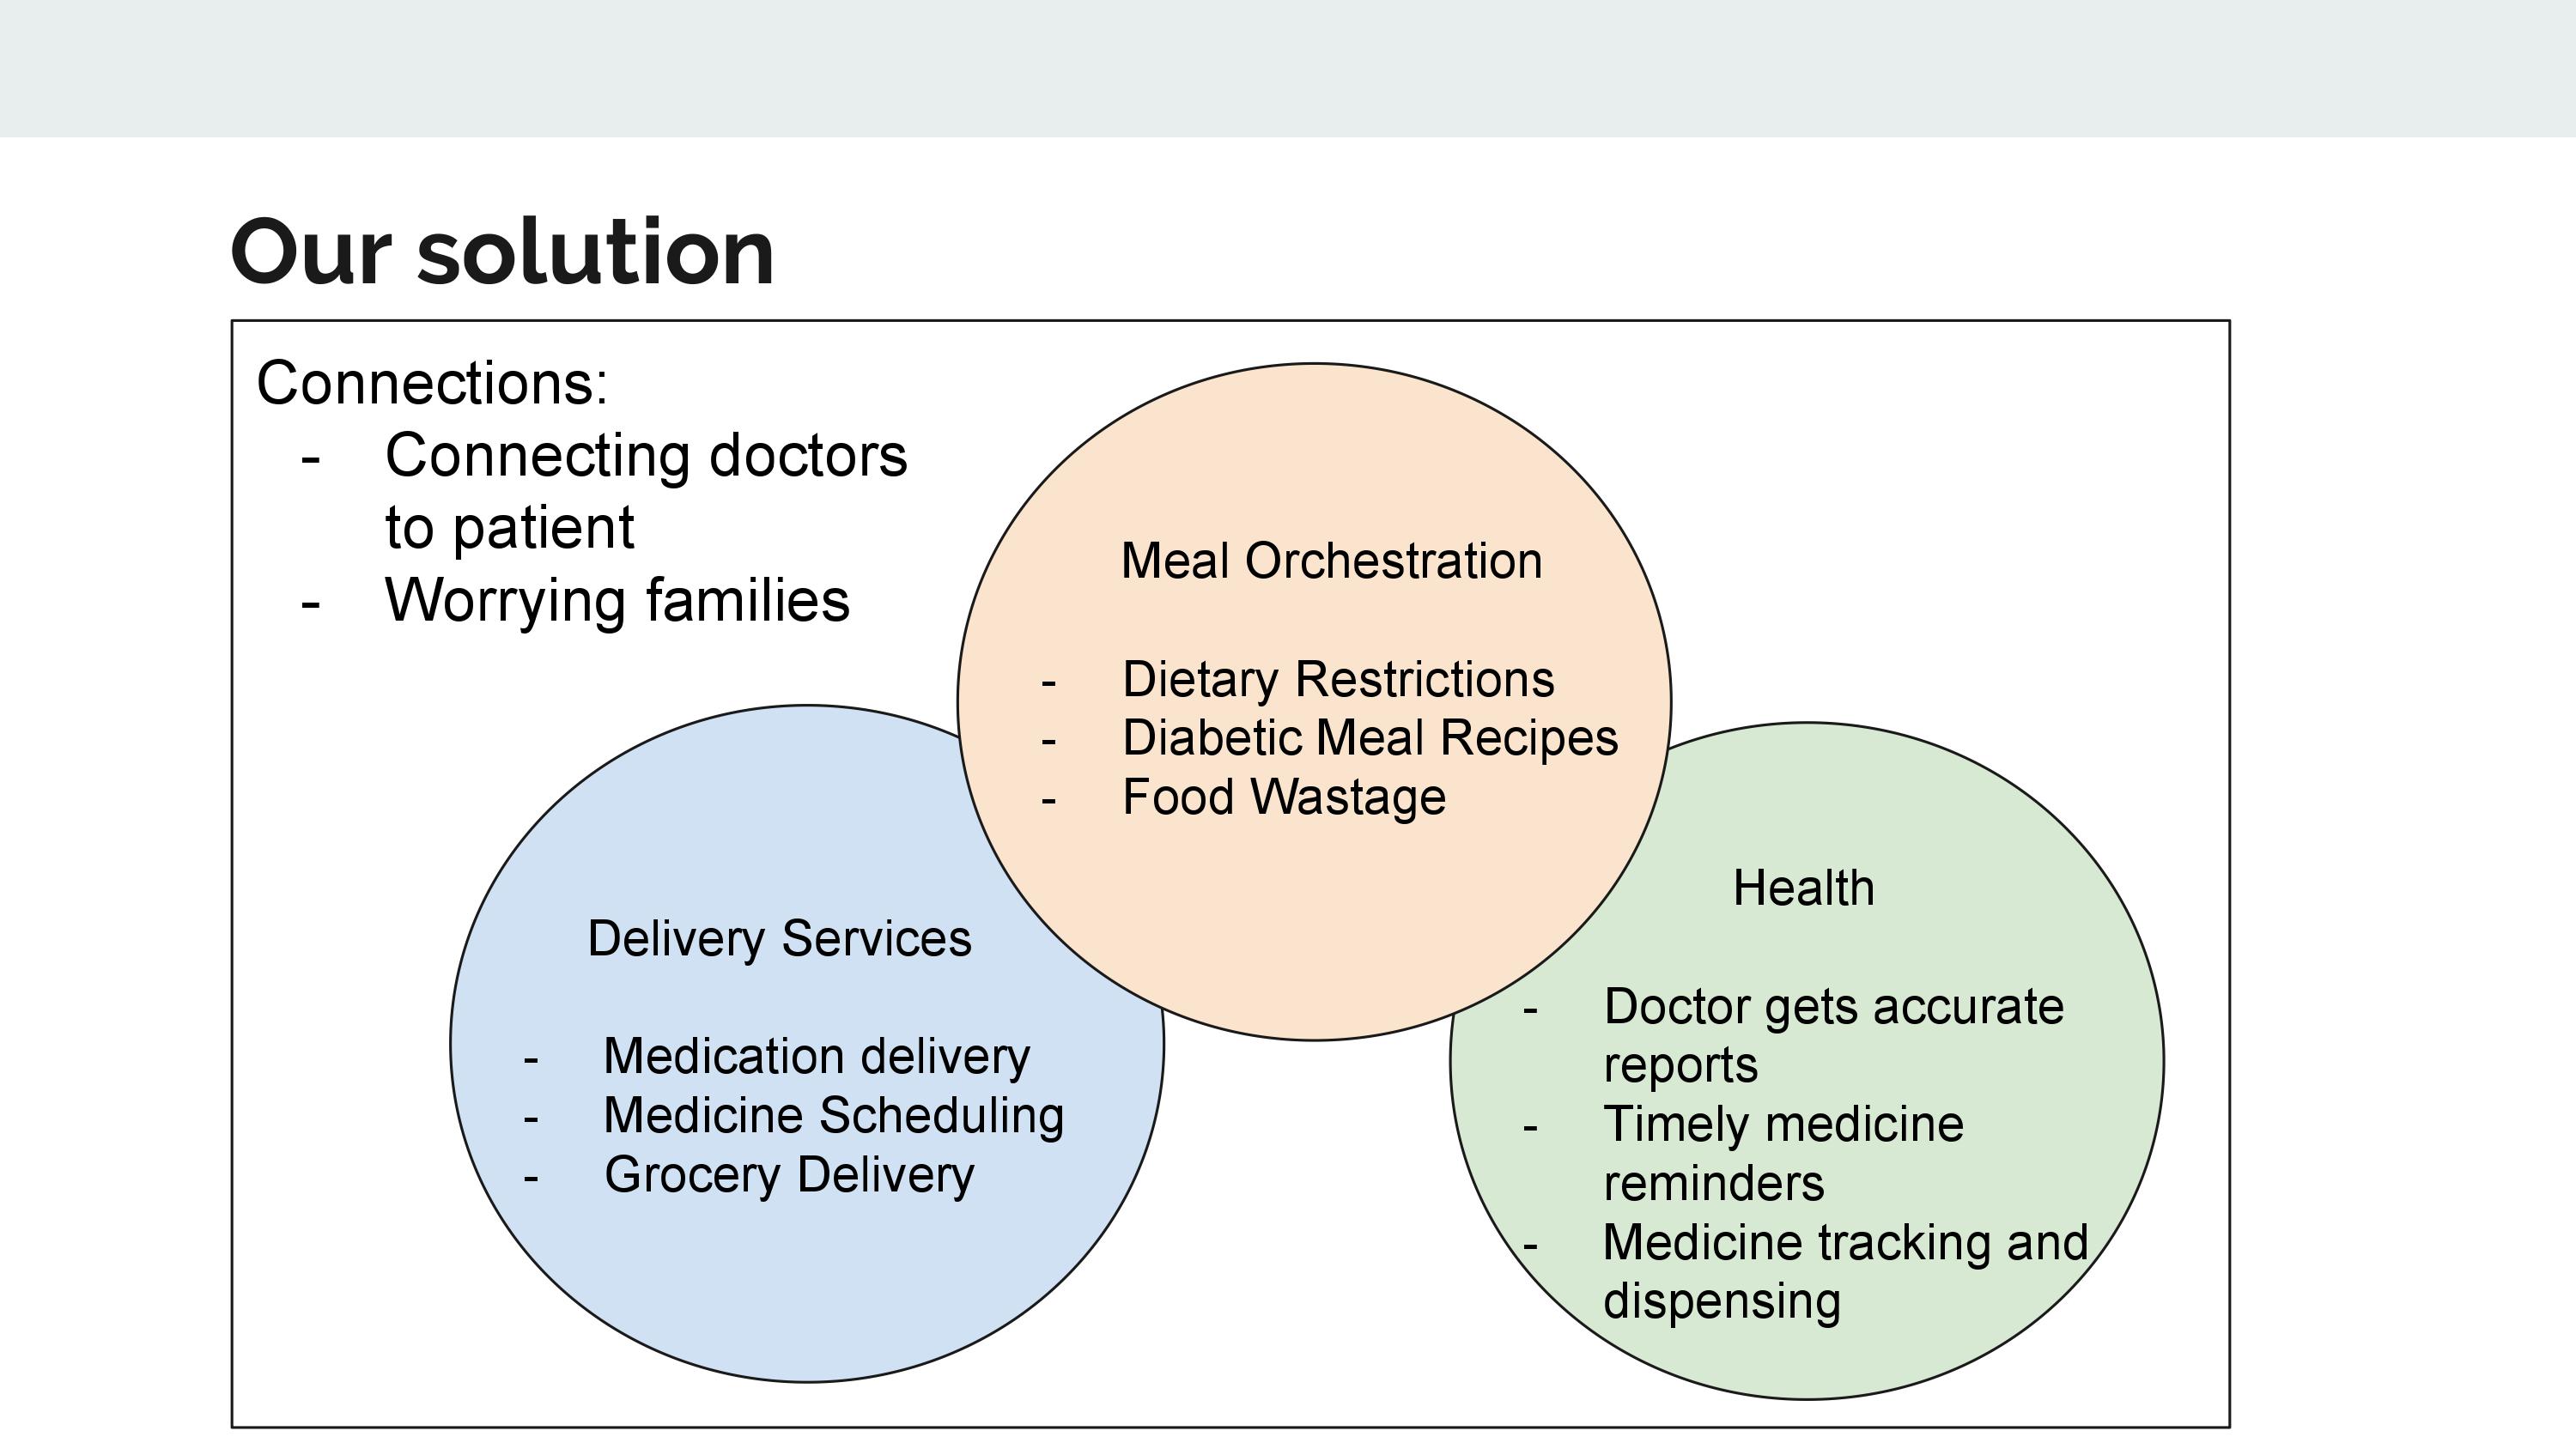 Our solution
Connections:
- Connecting doctors
to patient
- Worrying families
Meal Orchestration
- Dietary Restrictions
- Diabetic Meal Recipes
- Food Wastage
Delivery Services
- Medication delivery
- Medicine Scheduling
- Grocery Delivery
Health
- Doctor gets accurate
reports
- Timely medicine
reminders
- Medicine tracking and
dispensing